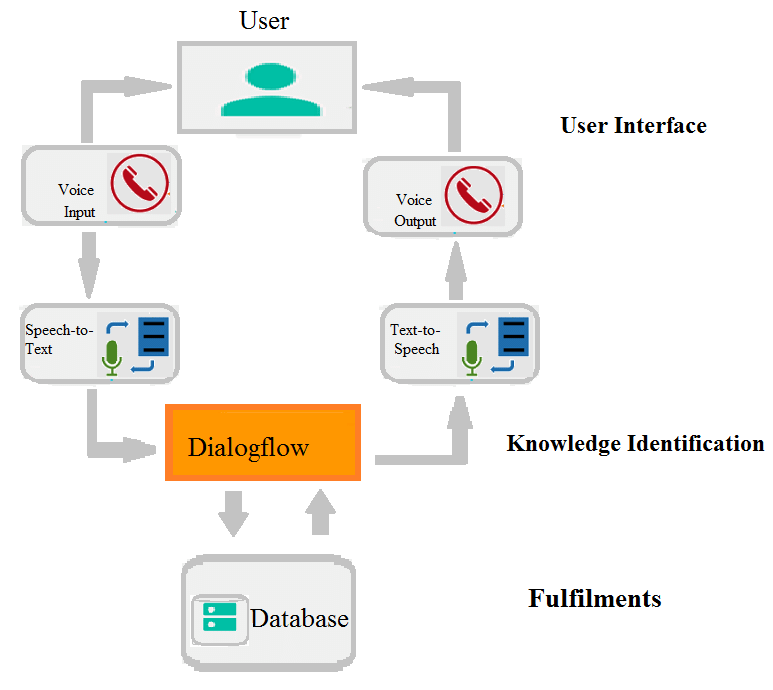 User
User Interface
Voice
Input
Voice
Output
Speech-to-
Text
Text-to-
Speech
Dialogflow
Knowledge Identification
Database
Fulfilments